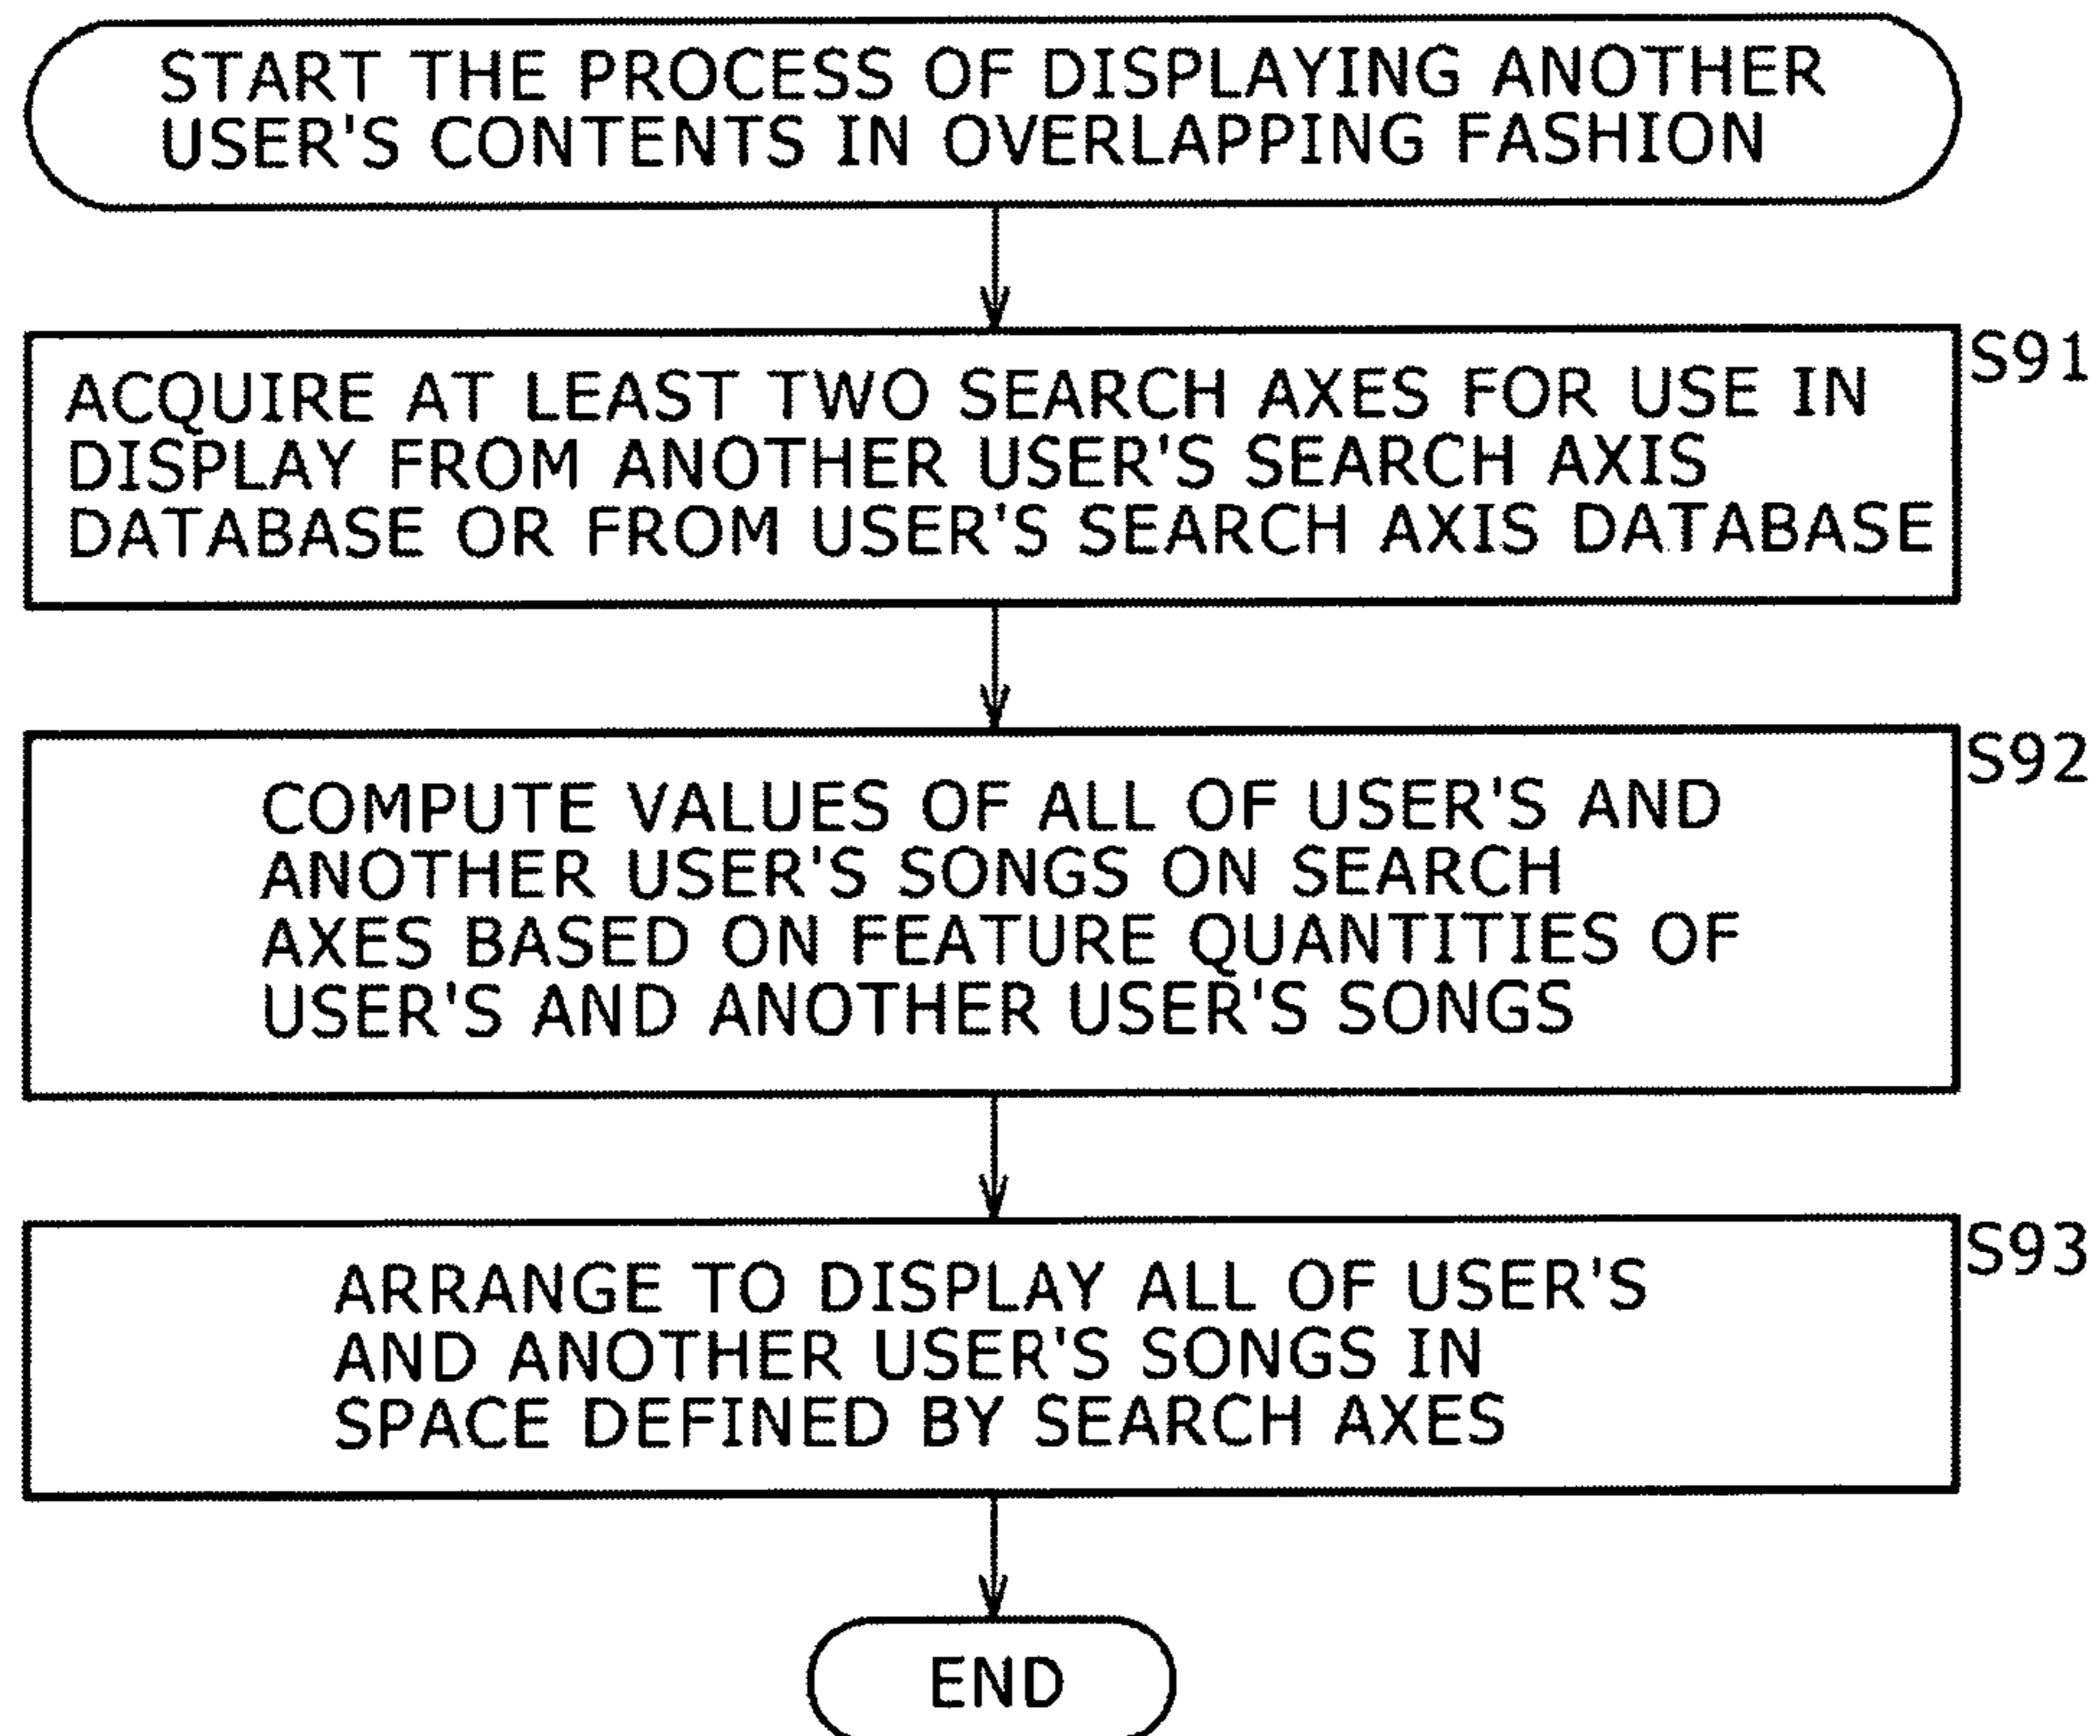 START THE PROCESS OF DISPLAYING ANOTHER
USER'S CONTENTS IN OVERLAPPING FASHION
S91
ACQUIRE AT LEAST TWO SEARCH AXES FOR USE IN
DISPLAY FROM ANOTHER USER'S SEARCH AXIS
DATABASE OR FROM USER'S SEARCH AXIS DATABASE
S92
COMPUTE VALUES OF ALL OF USER'S AND
ANOTHER USER'S SONGS ON SEARCH
AXES BASED ON FEATURE QUANTITIES OF
USER'S AND ANOTHER USER'S SONGS
S93
ARRANGE TO DISPLAY ALL OF USER'S
AND ANOTHER USER'S SONGS IN
SPACE DEFINED BY SEARCH AXES
END